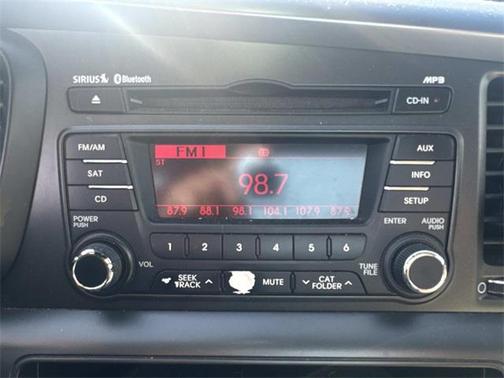 SIRIUS Bluetooth MP3
CD-IN
FM/AM FM1 AUX
ST
SAT 98.7 INFO
CD 87.9 88.1 98.1 104.1 107.9 87.9 SETUP
POWER PUSH ENTER AUDIO PUSH
1 2 3 4 5 6
VOL SEEK TRACK MUTE CAT FOLDER TUNE FILE